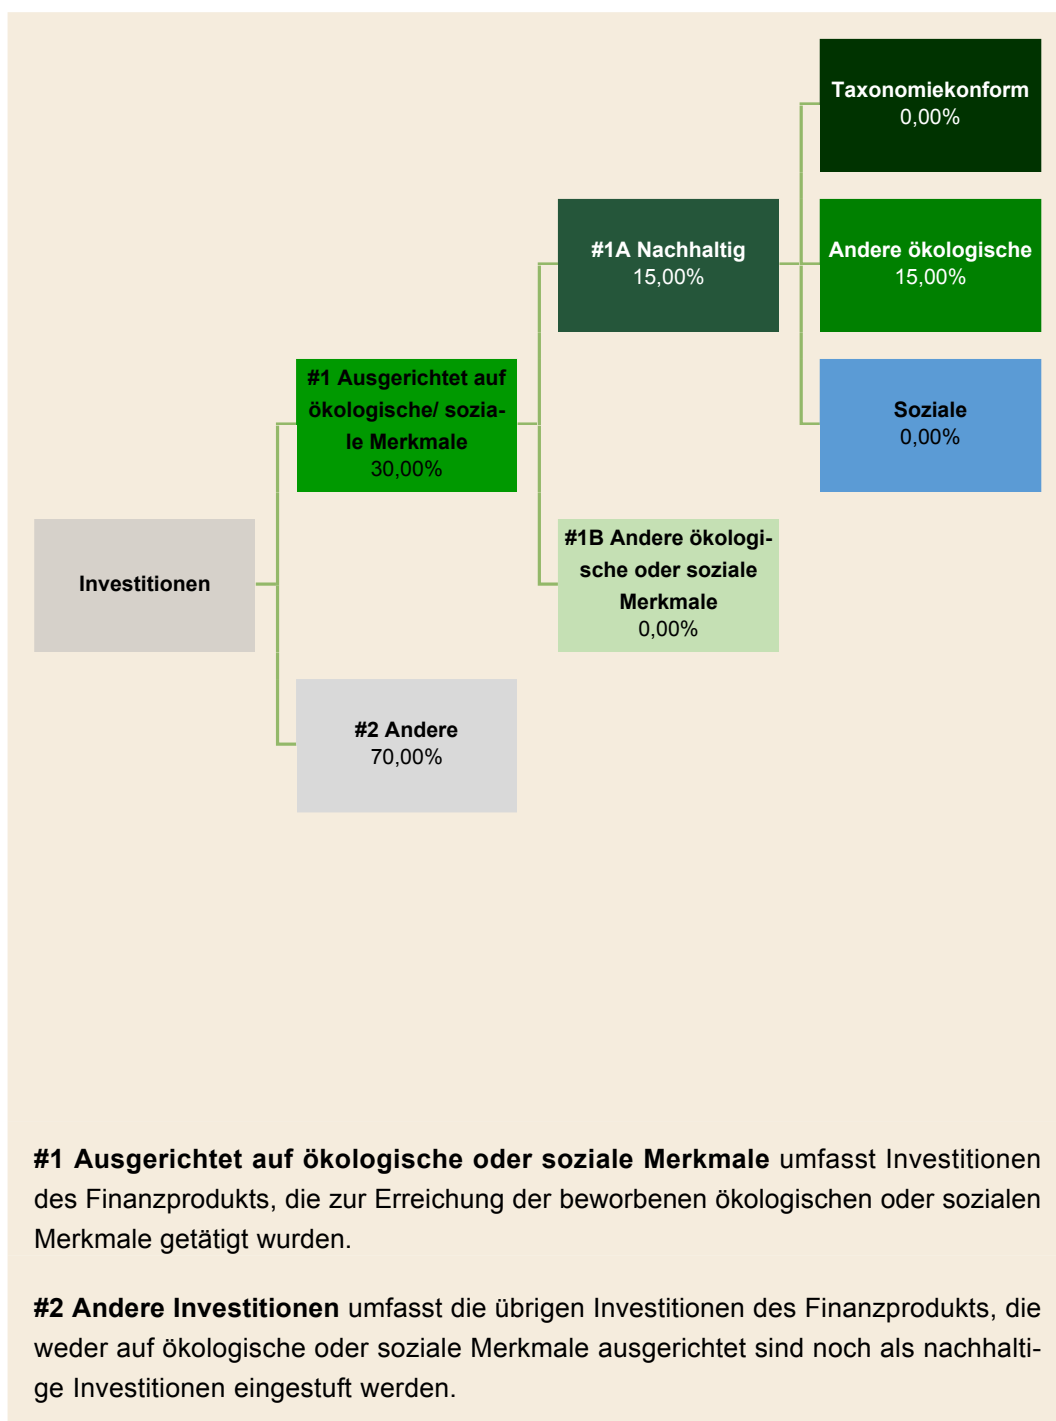 Taxonomiekonform
0,00%
#1A Nachhaltig
15,00%
Andere ökologische
15,00%
#1 Ausgerichtet auf
ökologische/ sozia-
le Merkmale
30,00%
Soziale
0,00%
Investitionen
#1B Andere ökologi-
sche oder soziale
Merkmale
0,00%
#2 Andere
70,00%
#1 Ausgerichtet auf ökologische oder soziale Merkmale umfasst Investitionen
des Finanzprodukts, die zur Erreichung der beworbenen ökologischen oder sozialen
Merkmale getätigt wurden.
#2 Andere Investitionen umfasst die übrigen Investitionen des Finanzprodukts, die
weder auf ökologische oder soziale Merkmale ausgerichtet sind noch als nachhalti-
ge Investitionen eingestuft werden.